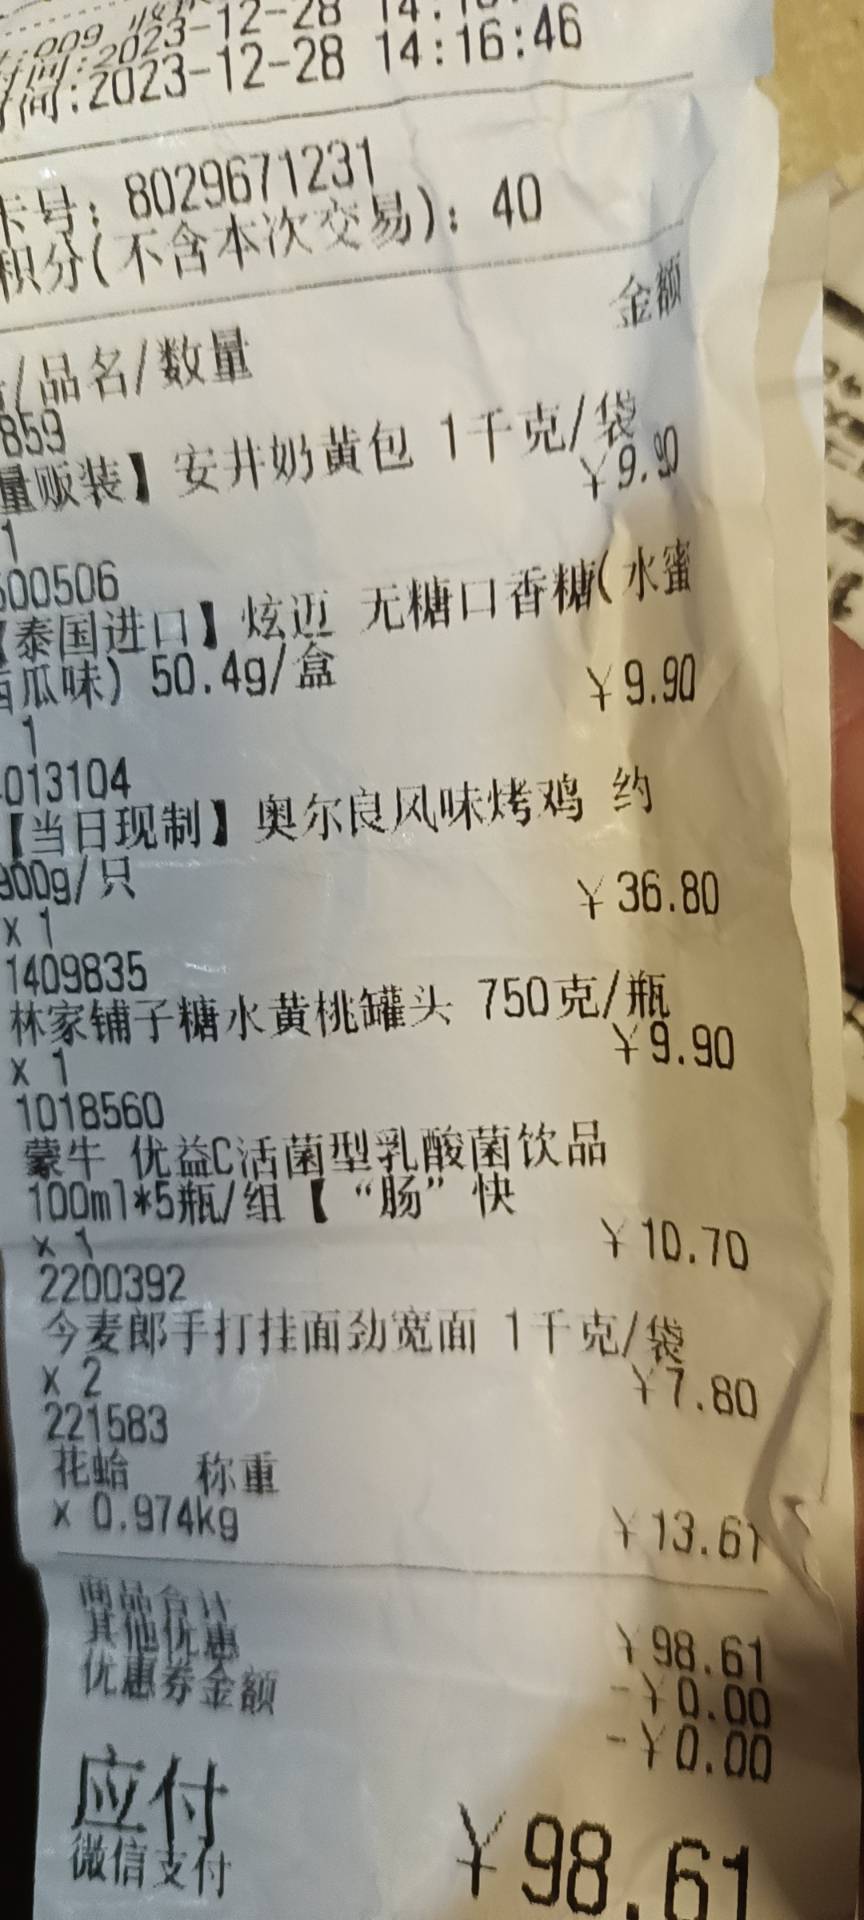 时间:2023-12-28
时间:2023-12-28 14:16:46
卡号: 8029671231
积分(不含本次交易): 40
金额
/品名/数量
859
量贩装】安井奶黄包 1千克/袋
¥9.90
1
500506
【泰国进口】炫迈 无糖口香糖(水蜜
西瓜味) 50.4g/盒
¥9.90
1
013104
【当日现制】奥尔良风味烤鸡 约
900g/只
¥36.80
x 1
1409835
林家铺子糖水黄桃罐头 750克/瓶
¥9.90
x 1
1018560
蒙牛 优益C活菌型乳酸菌饮品
100ml*5瓶/组【“肠”快
¥10.70
x 1
2200392
今麦郎手打挂面劲宽面 1千克/袋
x 2
¥7.80
221583
花蛤 称重
x 0.974kg
¥13.61
商品合计
¥98.61
其他优惠
-¥0.00
优惠券金额
-¥0.00
应付
¥98.61
微信支付